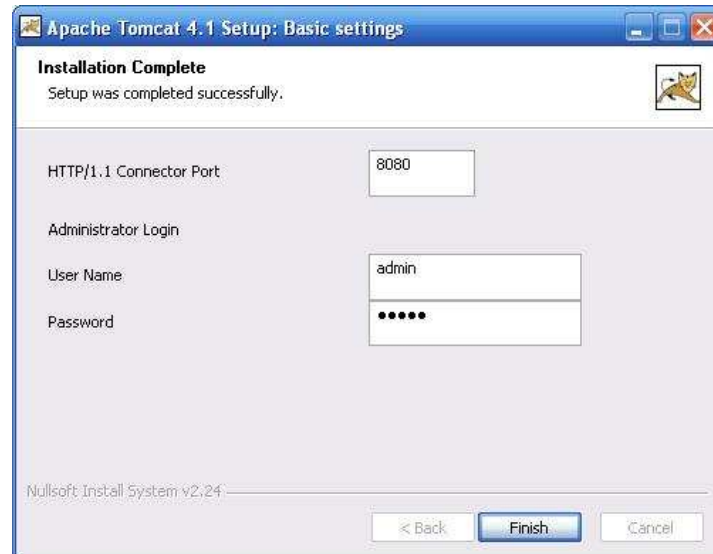 Apache Tomcat 4.1 Setup: Basic settings
Installation Complete
Setup was completed successfully.
HTTP/1.1 Connector Port 8080
Administrator Login
User Name admin
Password •••••
Nullsoft Install System v2.24
< Back Finish Cancel